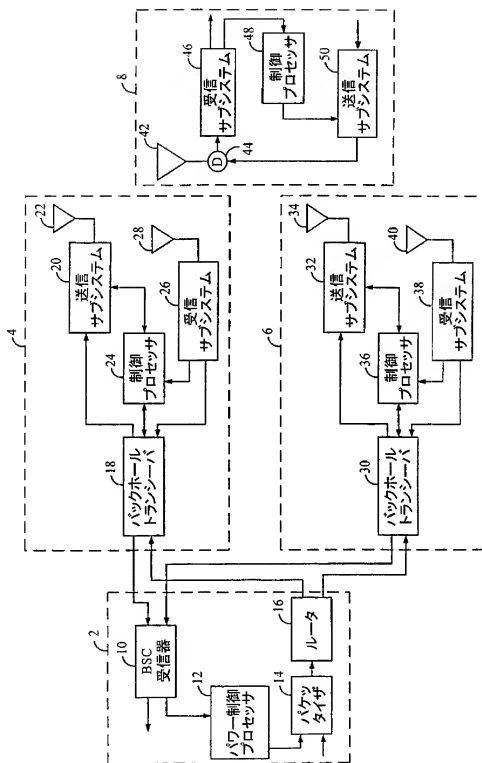 2
10
BSC
受信器
12
パワー制御
プロセッサ
14
パケッ
タイザ
16
ルータ
4
18
バックホール
トランシーバ
20
送信
サブシステム
22
24
制御
プロセッサ
26
受信
サブシステム
28
6
30
バックホール
トランシーバ
32
送信
サブシステム
34
36
制御
プロセッサ
38
受信
サブシステム
40
8
42
D
44
46
受信
サブシステム
48
制御
プロセッサ
50
送信
サブシステム